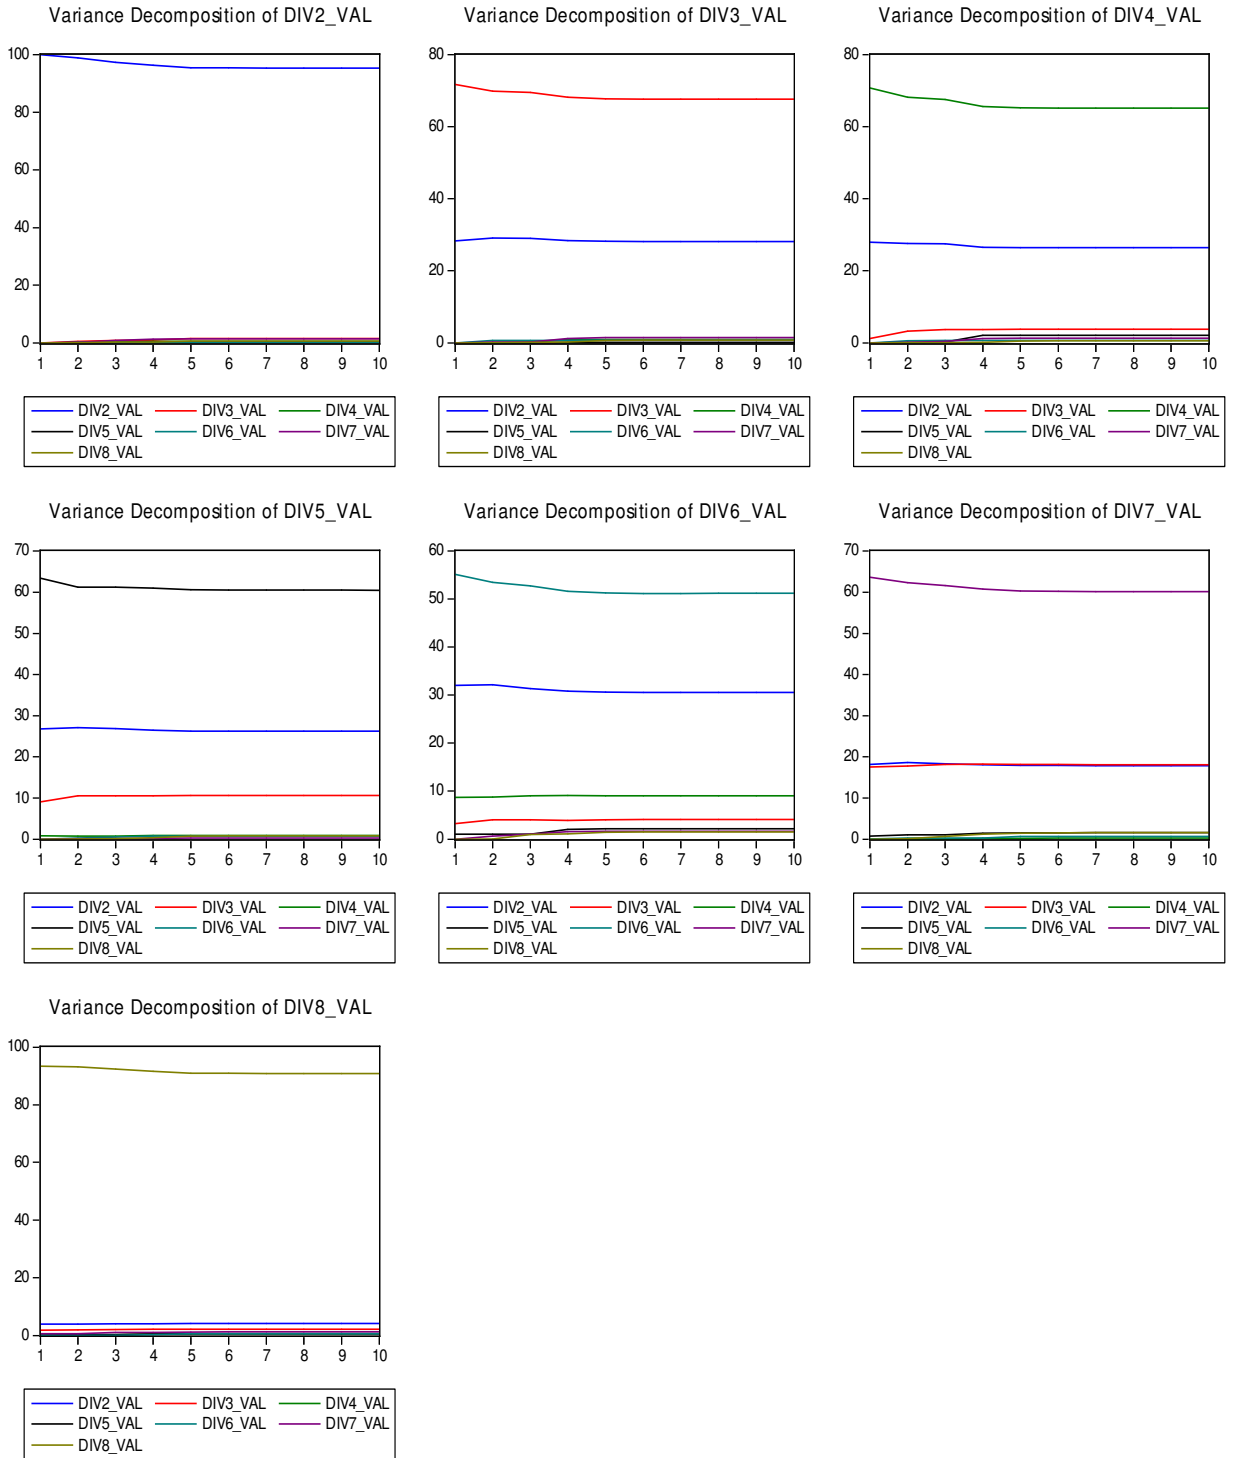 Variance Decomposition of DIV2_VAL
100
80
60
40
20
0
1 2 3 4 5 6 7 8 9 10
DIV2_VAL DIV3_VAL DIV4_VAL
DIV5_VAL DIV6_VAL DIV7_VAL
DIV8_VAL
Variance Decomposition of DIV3_VAL
80
60
40
20
0
1 2 3 4 5 6 7 8 9 10
DIV2_VAL DIV3_VAL DIV4_VAL
DIV5_VAL DIV6_VAL DIV7_VAL
DIV8_VAL
Variance Decomposition of DIV4_VAL
80
60
40
20
0
1 2 3 4 5 6 7 8 9 10
DIV2_VAL DIV3_VAL DIV4_VAL
DIV5_VAL DIV6_VAL DIV7_VAL
DIV8_VAL
Variance Decomposition of DIV5_VAL
70
60
50
40
30
20
10
0
1 2 3 4 5 6 7 8 9 10
DIV2_VAL DIV3_VAL DIV4_VAL
DIV5_VAL DIV6_VAL DIV7_VAL
DIV8_VAL
Variance Decomposition of DIV6_VAL
60
50
40
30
20
10
0
1 2 3 4 5 6 7 8 9 10
DIV2_VAL DIV3_VAL DIV4_VAL
DIV5_VAL DIV6_VAL DIV7_VAL
DIV8_VAL
Variance Decomposition of DIV7_VAL
70
60
50
40
30
20
10
0
1 2 3 4 5 6 7 8 9 10
DIV2_VAL DIV3_VAL DIV4_VAL
DIV5_VAL DIV6_VAL DIV7_VAL
DIV8_VAL
Variance Decomposition of DIV8_VAL
100
80
60
40
20
0
1 2 3 4 5 6 7 8 9 10
DIV2_VAL DIV3_VAL DIV4_VAL
DIV5_VAL DIV6_VAL DIV7_VAL
DIV8_VAL